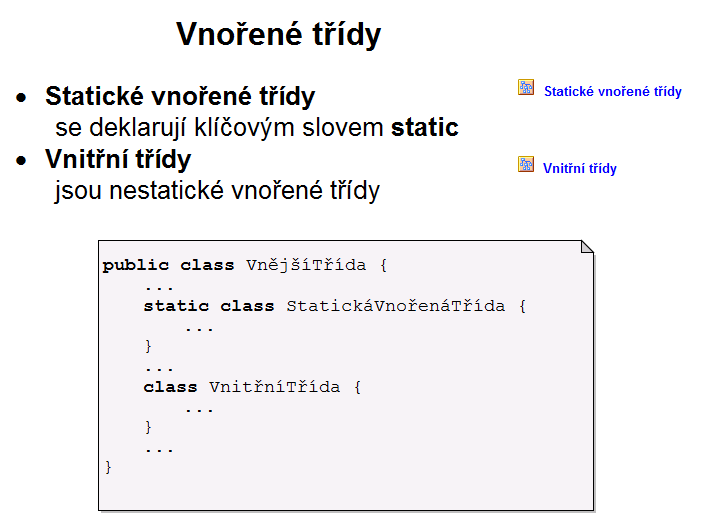 Vnořené třídy
• Statické vnořené třídy
se deklarují klíčovým slovem static
• Vnitřní třídy
jsou nestatické vnořené třídy
Statické vnořené třídy
Vnitřní třídy
public class VnějšíTřída {
    ...
    static class StatickáVnořenáTřída {
        ...
    }
    ...
    class VnitřníTřída {
        ...
    }
    ...
}